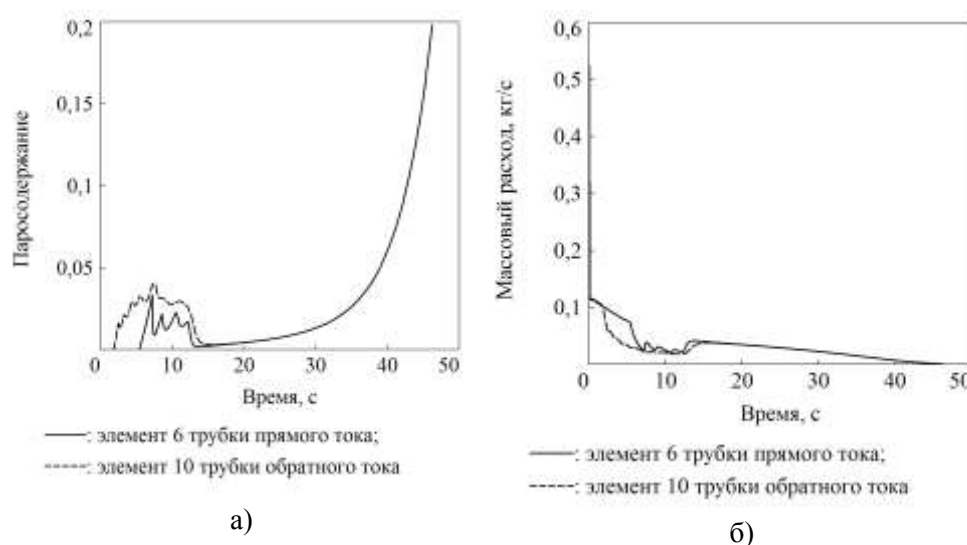 0,2
0,15
0,1
0,05
0
10
20
30
40
50
Паросодержание
Время, с
: элемент 6 трубки прямого тока;
: элемент 10 трубки обратного тока
а)
0,6
0,5
0,4
0,3
0,2
0,1
0
10
20
30
40
50
Массовый расход, кг/с
Время, с
: элемент 6 трубки прямого тока;
: элемент 10 трубки обратного тока
б)